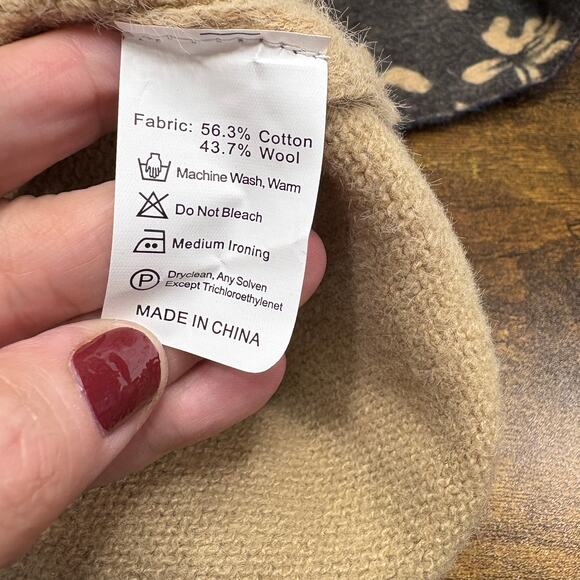 Fabric: 56.3% Cotton
43.7% Wool
Machine Wash, Warm
Do Not Bleach
Medium Ironing
P Dryclean, Any Solven
Except Trichloroethylenet
MADE IN CHINA